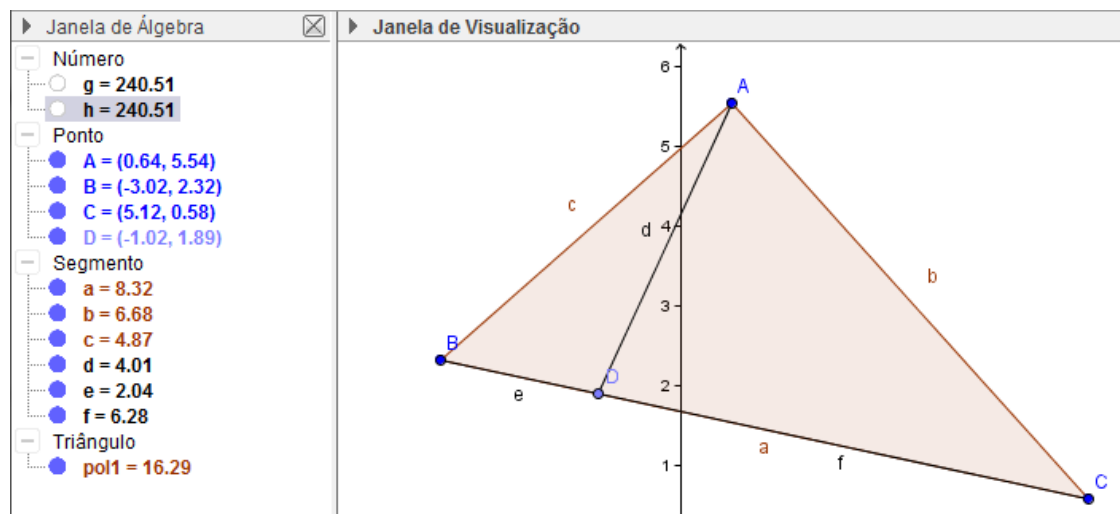 Janela de Álgebra
Número
g = 240.51
h = 240.51
Ponto
A = (0.64, 5.54)
B = (-3.02, 2.32)
C = (5.12, 0.58)
D = (-1.02, 1.89)
Segmento
a = 8.32
b = 6.68
c = 4.87
d = 4.01
e = 2.04
f = 6.28
Triângulo
pol1 = 16.29
Janela de Visualização
6
A
5
c
d
4
b
3
B
D
2
e
a
f
1
C